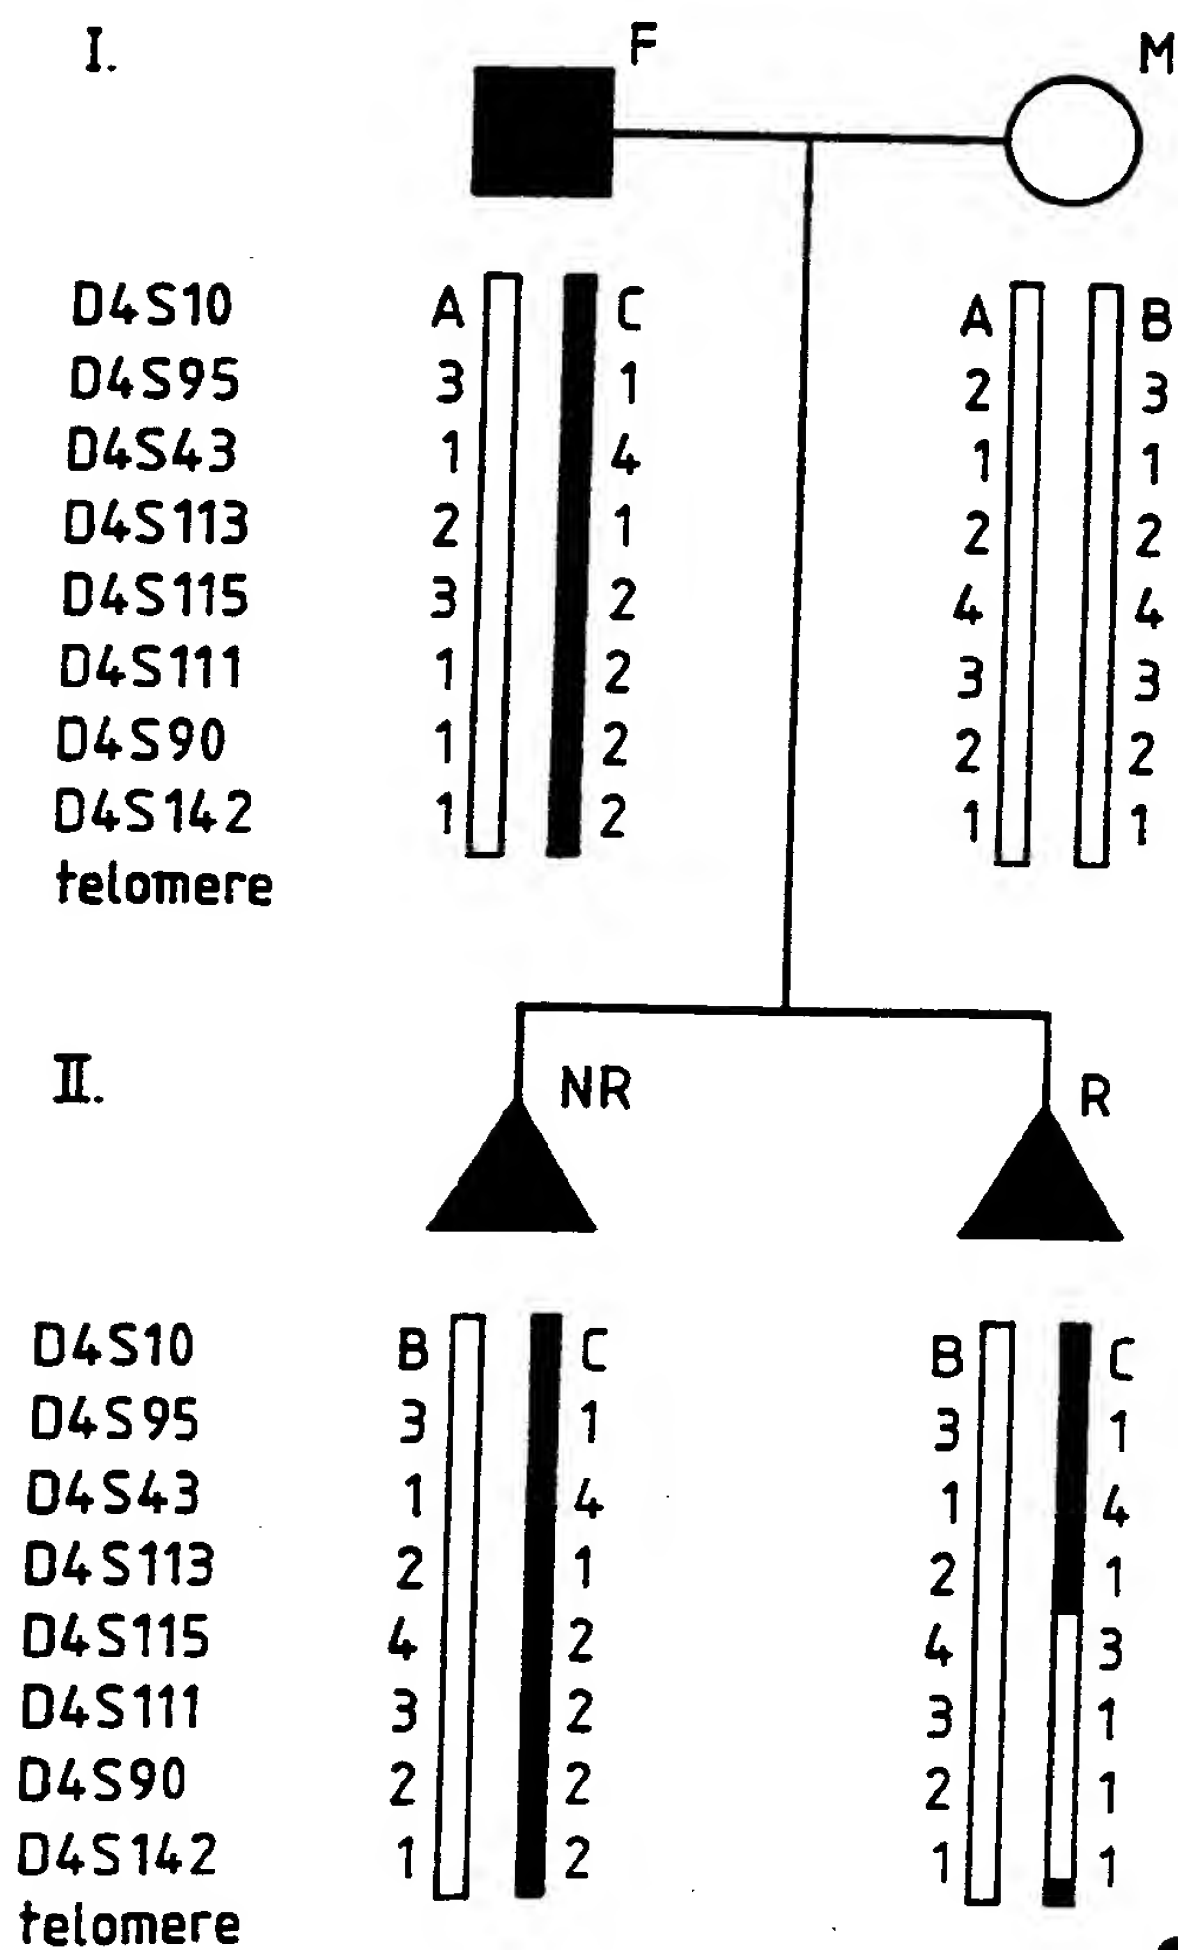 I. F M
D4S10 A C A B
D4S95 3 1 2 3
D4S43 1 4 1 1
D4S113 2 1 2 2
D4S115 3 2 4 4
D4S111 1 2 3 3
D4S90 1 2 2 2
D4S142 1 2 1 1
telomere
II. NR R
D4S10 B C B C
D4S95 3 1 3 1
D4S43 1 4 1 4
D4S113 2 1 2 1
D4S115 4 2 4 3
D4S111 3 2 3 1
D4S90 2 2 2 1
D4S142 1 2 1 1
telomere